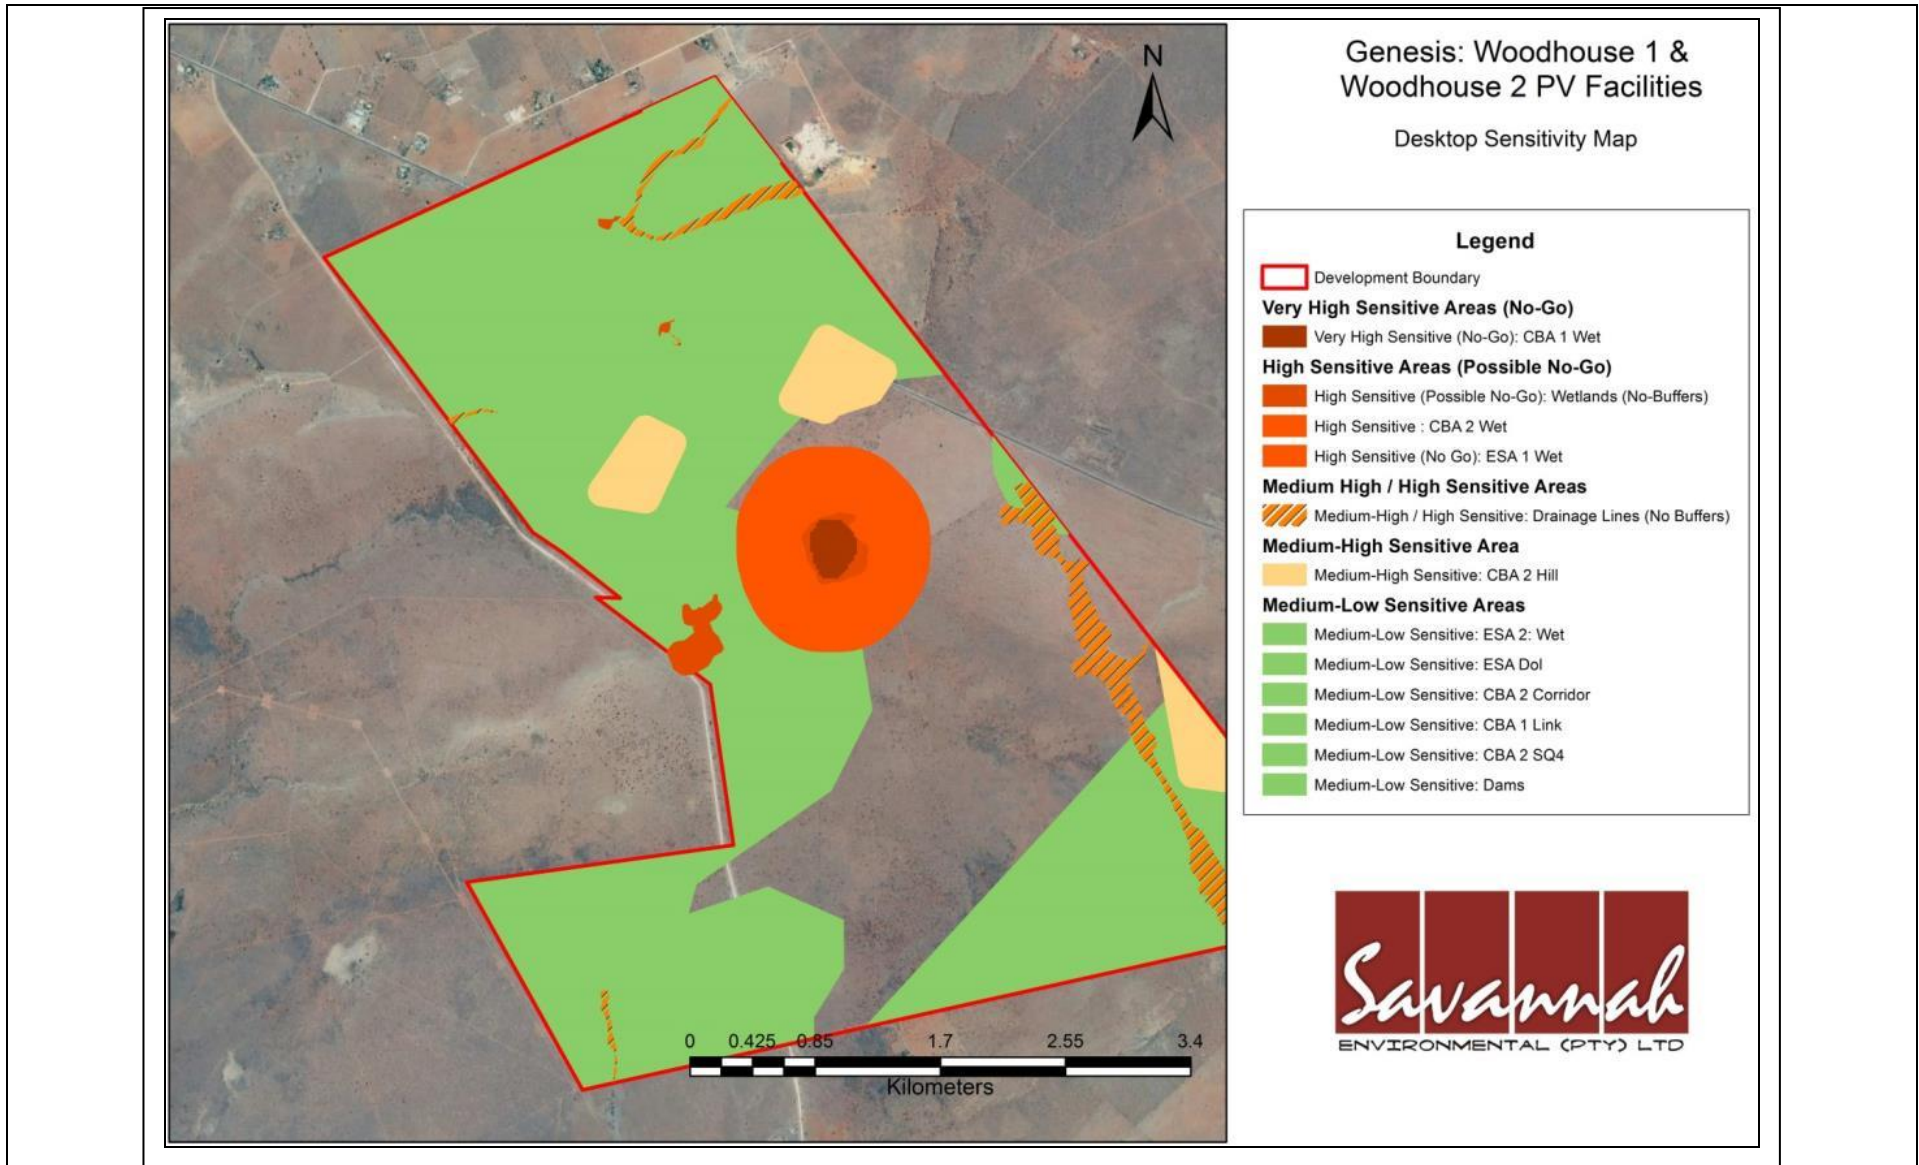 N
Genesis: Woodhouse 1 &
Woodhouse 2 PV Facilities
Desktop Sensitivity Map
Legend
Development Boundary
Very High Sensitive Areas (No-Go)
Very High Sensitive (No-Go): CBA 1 Wet
High Sensitive Areas (Possible No-Go)
High Sensitive (Possible No-Go): Wetlands (No-Buffers)
High Sensitive : CBA 2 Wet
High Sensitive (No Go): ESA 1 Wet
Medium High / High Sensitive Areas
Medium-High / High Sensitive: Drainage Lines (No Buffers)
Medium-High Sensitive Area
Medium-High Sensitive: CBA 2 Hill
Medium-Low Sensitive Areas
Medium-Low Sensitive: ESA 2: Wet
Medium-Low Sensitive: ESA Dol
Medium-Low Sensitive: CBA 2 Corridor
Medium-Low Sensitive: CBA 1 Link
Medium-Low Sensitive: CBA 2 SQ4
Medium-Low Sensitive: Dams
0 0.425 0.85 1.7 2.55 3.4
Kilometers
Savannah
ENVIRONMENTAL (PTY) LTD